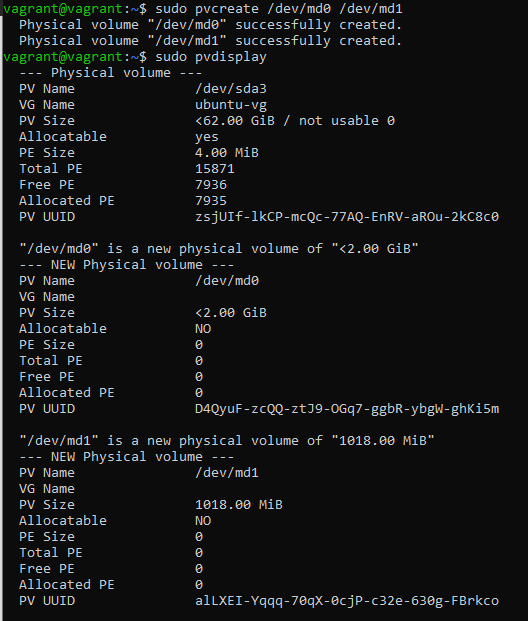 vagrant@vagrant:~$ sudo pvcreate /dev/md0 /dev/md1
  Physical volume "/dev/md0" successfully created.
  Physical volume "/dev/md1" successfully created.
vagrant@vagrant:~$ sudo pvdisplay
  --- Physical volume ---
  PV Name               /dev/sda3
  VG Name               ubuntu-vg
  PV Size               <62.00 GiB / not usable 0
  Allocatable           yes
  PE Size               4.00 MiB
  Total PE              15871
  Free PE               7936
  Allocated PE          7935
  PV UUID               zsjUIf-lkCP-mcQc-77AQ-EnRV-aROu-2kC8c0

  "/dev/md0" is a new physical volume of "<2.00 GiB"
  --- NEW Physical volume ---
  PV Name               /dev/md0
  VG Name
  PV Size               <2.00 GiB
  Allocatable           NO
  PE Size               0
  Total PE              0
  Free PE               0
  Allocated PE          0
  PV UUID               D4QyuF-zcQQ-ztJ9-OGq7-ggbR-ybgW-ghKi5m

  "/dev/md1" is a new physical volume of "1018.00 MiB"
  --- NEW Physical volume ---
  PV Name               /dev/md1
  VG Name
  PV Size               1018.00 MiB
  Allocatable           NO
  PE Size               0
  Total PE              0
  Free PE               0
  Allocated PE          0
  PV UUID               alLXEI-Yqqq-70qX-0cjP-c32e-630g-FBrkco